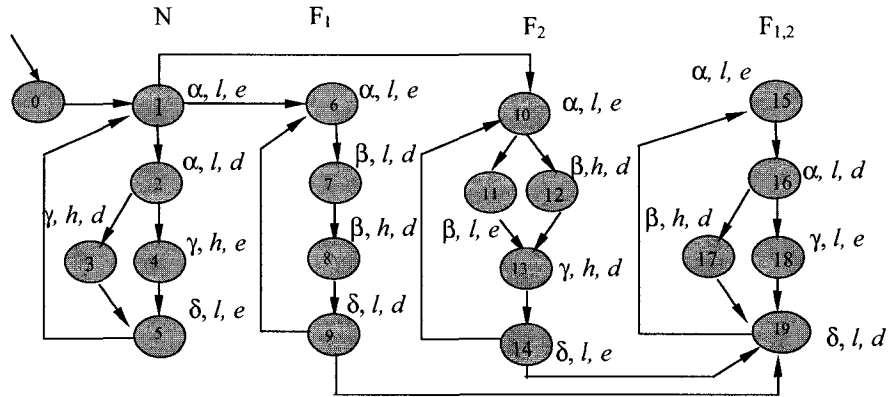 N F₁ F₂ F₁,₂
0
1 α, l, e
6 α, l, e
10 α, l, e
α, l, e 15
2 α, l, d
7 β, l, d
11
12 β, h, d
β, l, e
16 α, l, d
γ, h, d 3
4 γ, h, e
8 β, h, d
13 γ, h, d
β, h, d 17
18 γ, l, e
5 δ, l, e
9 δ, l, d
14 δ, l, e
19 δ, l, d